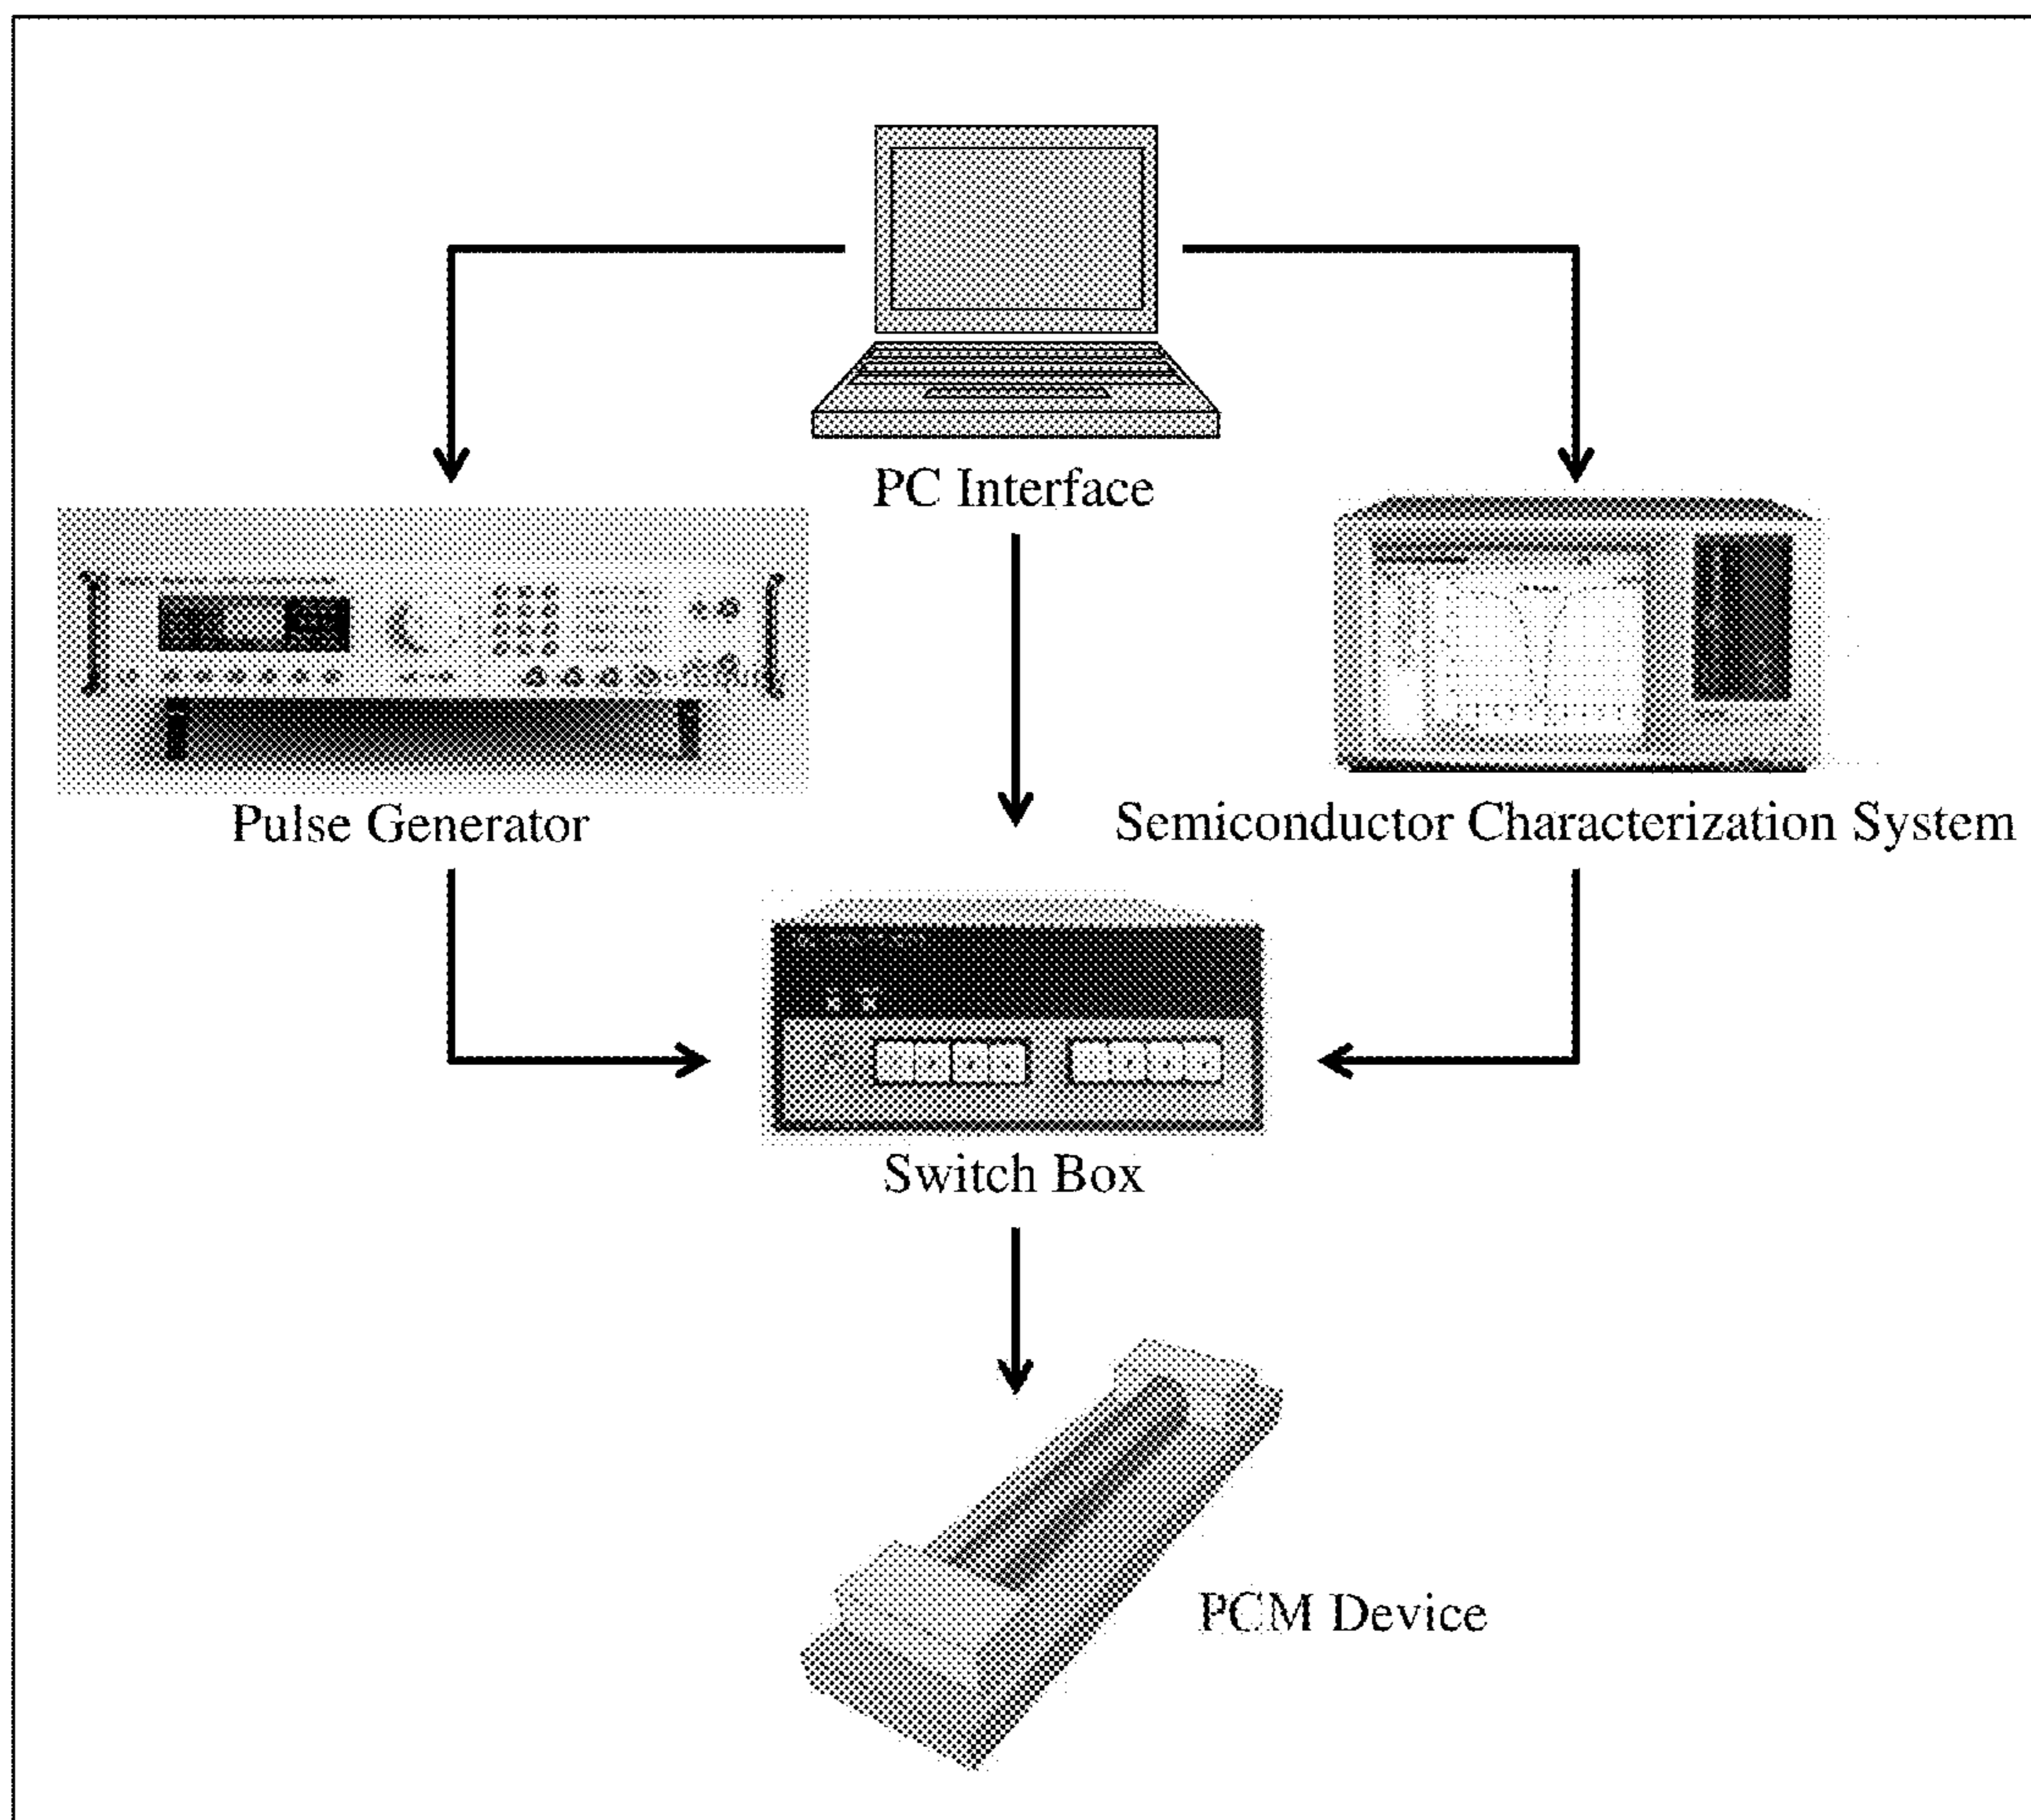 PC Interface
Pulse Generator
Semiconductor Characterization System
Switch Box
PCM Device